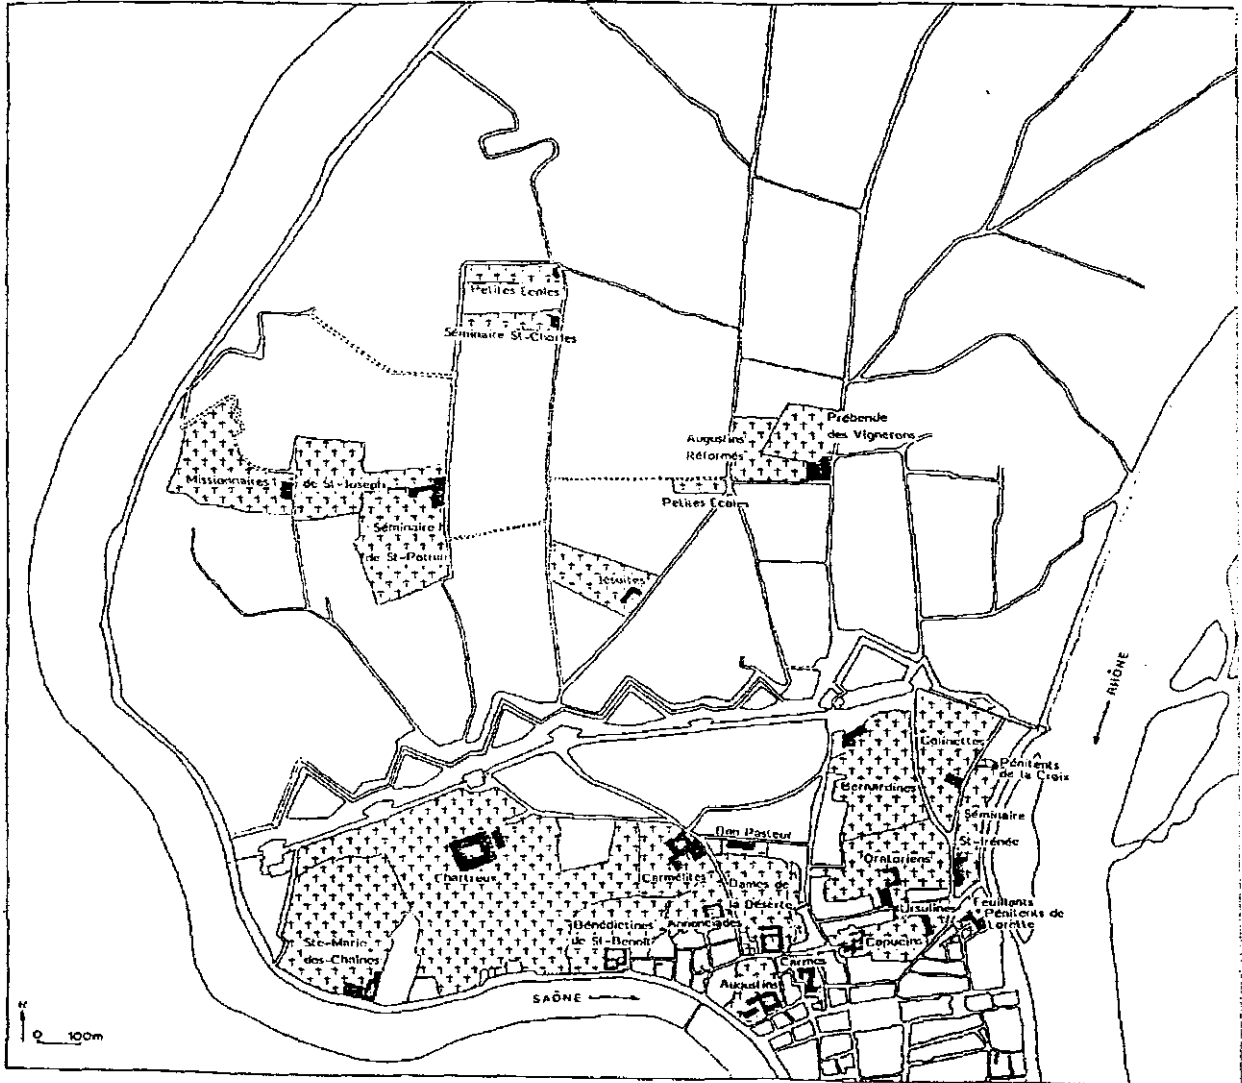 Petites Écoles
Séminaire St-Charles
Prébende
des Vignerons
Augustins
Réformés
Petites Écoles
Missionnaires
de St-Joseph
Séminaire
de St-Pothin
Jésuites
RHÔNE
Colinettes
Pénitents
de la Croix
Bernardines
Séminaire
St-Irénée
Bon Pasteur
Oratoriens
Chartreux
Carmélites
Dames de
la Déserte
Ursulines
Feuillants
Pénitents de
Lorette
Bénédictines
de St-Benoît
Annonciades
Capucins
Ste-Marie
des-Chaînes
Carmes
Augustins
SAÔNE
N
0 100m